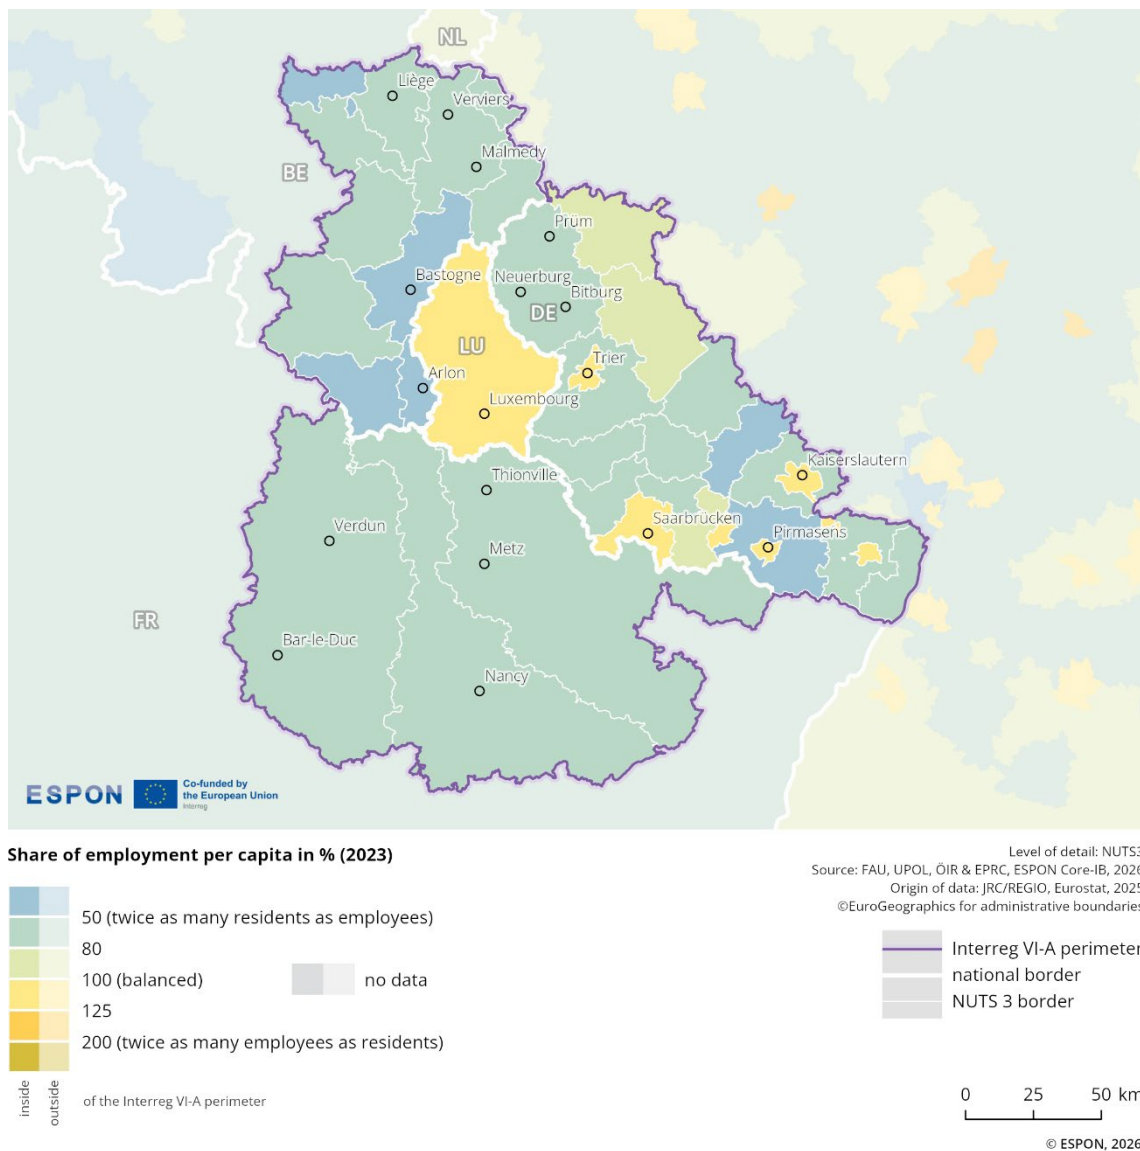 NL
Liège
Verviers
Malmedy
BE
Prüm
Bastogne
Neuerburg
Bitburg
DE
LU
Trier
Arlon
Luxembourg
Kaiserslautern
Thionville
Saarbrücken
Pirmasens
Verdun
Metz
FR
Bar-le-Duc
Nancy
ESPON
Co-funded by
the European Union
Interreg
Share of employment per capita in % (2023)
50 (twice as many residents as employees)
80
100 (balanced)
125
200 (twice as many employees as residents)
no data
inside
outside
of the Interreg VI-A perimeter
Level of detail: NUTS3
Source: FAU, UPOL, ÖIR & EPRC, ESPON Core-IB, 2026
Origin of data: JRC/REGIO, Eurostat, 2025
©EuroGeographics for administrative boundaries
Interreg VI-A perimeter
national border
NUTS 3 border
0 25 50 km
© ESPON, 2026